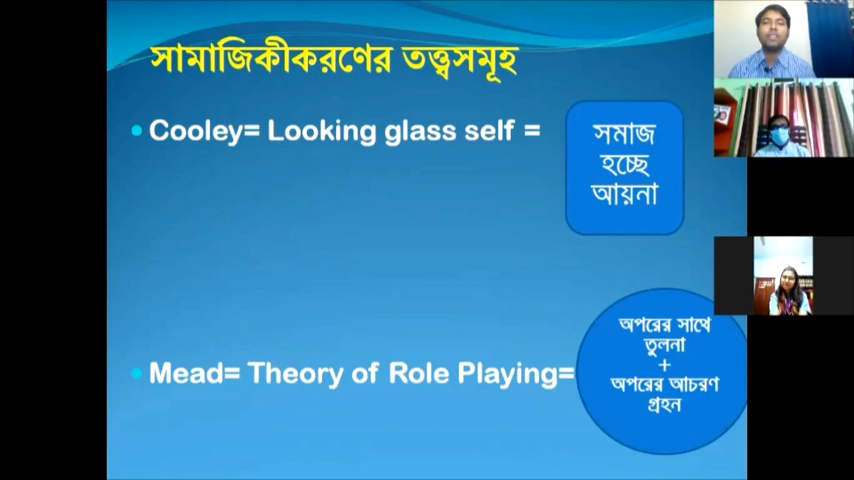 সামাজিকীকরণের তত্ত্বসমূহ
Cooley= Looking glass self =
সমাজ
হচ্ছে
আয়না
Mead= Theory of Role Playing=
অপরের সাথে
তুলনা
+
অপরের আচরণ
গ্রহন